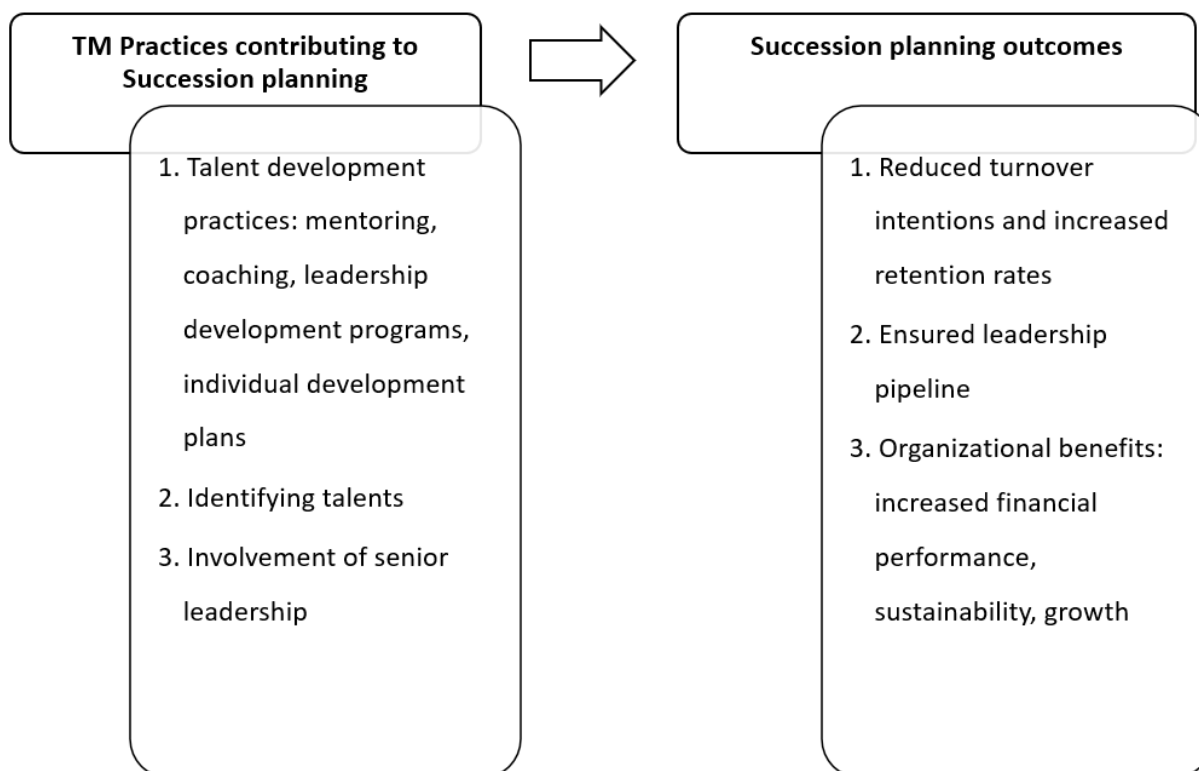 TM Practices contributing to
Succession planning
1. Talent development
practices: mentoring,
coaching, leadership
development programs,
individual development
plans
2. Identifying talents
3. Involvement of senior
leadership
Succession planning outcomes
1. Reduced turnover
intentions and increased
retention rates
2. Ensured leadership
pipeline
3. Organizational benefits:
increased financial
performance,
sustainability, growth